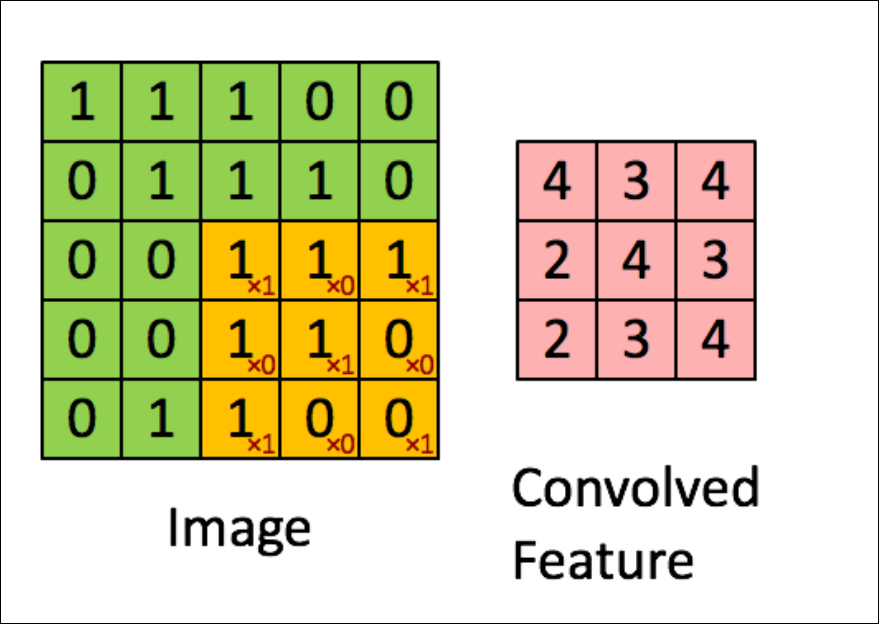 1 1 1 0 0
0 1 1 1 0
0 0 1×1 1×0 1×1
0 0 1×0 1×1 0×0
0 1 1×1 0×0 0×1
Image
4 3 4
2 4 3
2 3 4
Convolved
Feature